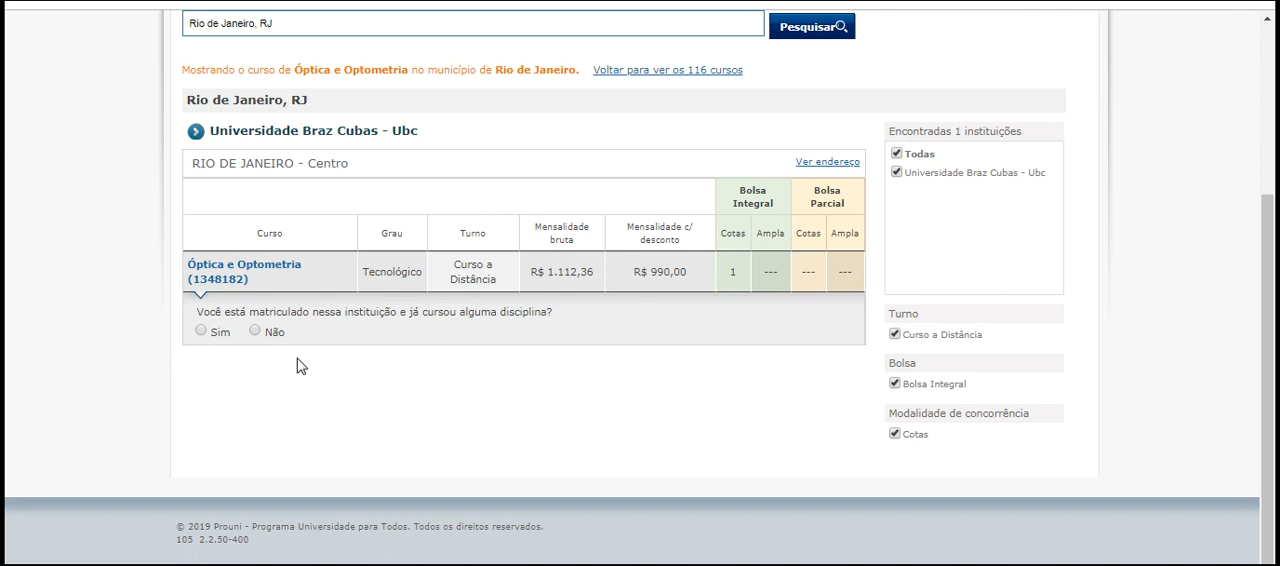 Rio de Janeiro, RJ
Pesquisar
Mostrando o curso de Óptica e Optometria no município de Rio de Janeiro. Voltar para ver os 116 cursos
Rio de Janeiro, RJ
Universidade Braz Cubas - Ubc
RIO DE JANEIRO - Centro Ver endereço
Bolsa Integral Bolsa Parcial
Curso Grau Turno Mensalidade bruta Mensalidade c/ desconto Cotas Ampla Cotas Ampla
Óptica e Optometria (1348182) Tecnológico Curso a Distância R$ 1.112,36 R$ 990,00 1 --- --- ---
Você está matriculado nessa instituição e já cursou alguma disciplina?
Sim Não
Encontradas 1 instituições
Todas
Universidade Braz Cubas - Ubc
Turno
Curso a Distância
Bolsa
Bolsa Integral
Modalidade de concorrência
Cotas
© 2019 Prouni - Programa Universidade para Todos. Todos os direitos reservados.
105 2.2.50-400